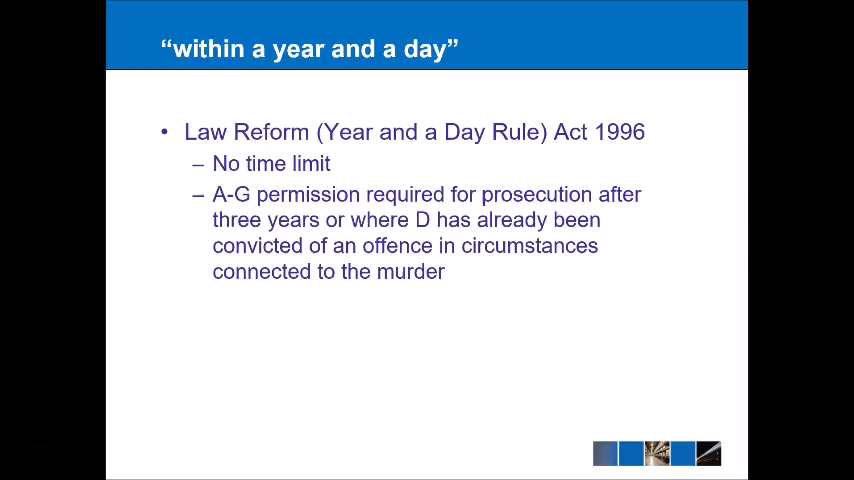 “within a year and a day”
• Law Reform (Year and a Day Rule) Act 1996
– No time limit
– A-G permission required for prosecution after
three years or where D has already been
convicted of an offence in circumstances
connected to the murder